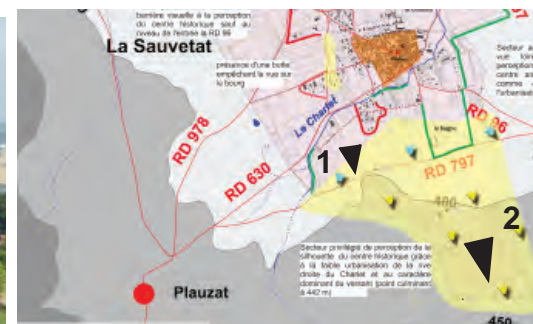 barrière visuelle à la perception
du centre historique sauf au
niveau de l'entrée la RD 96
La Sauvetat
présence d'une butte
empêchant la vue sur
le bourg
Secteur
vue
perception
centre
comme
l'urbanisat
Le Charlet
RD 978
RD 630
RD 96
RD 797
1
480
2
Secteur privilégié de perception de la
silhouette du centre historique grâce
à la faible urbanisation de la rive
droite du Charlet et au caractère
dominant du versant (point culminant
à 442 m)
Plauzat
450